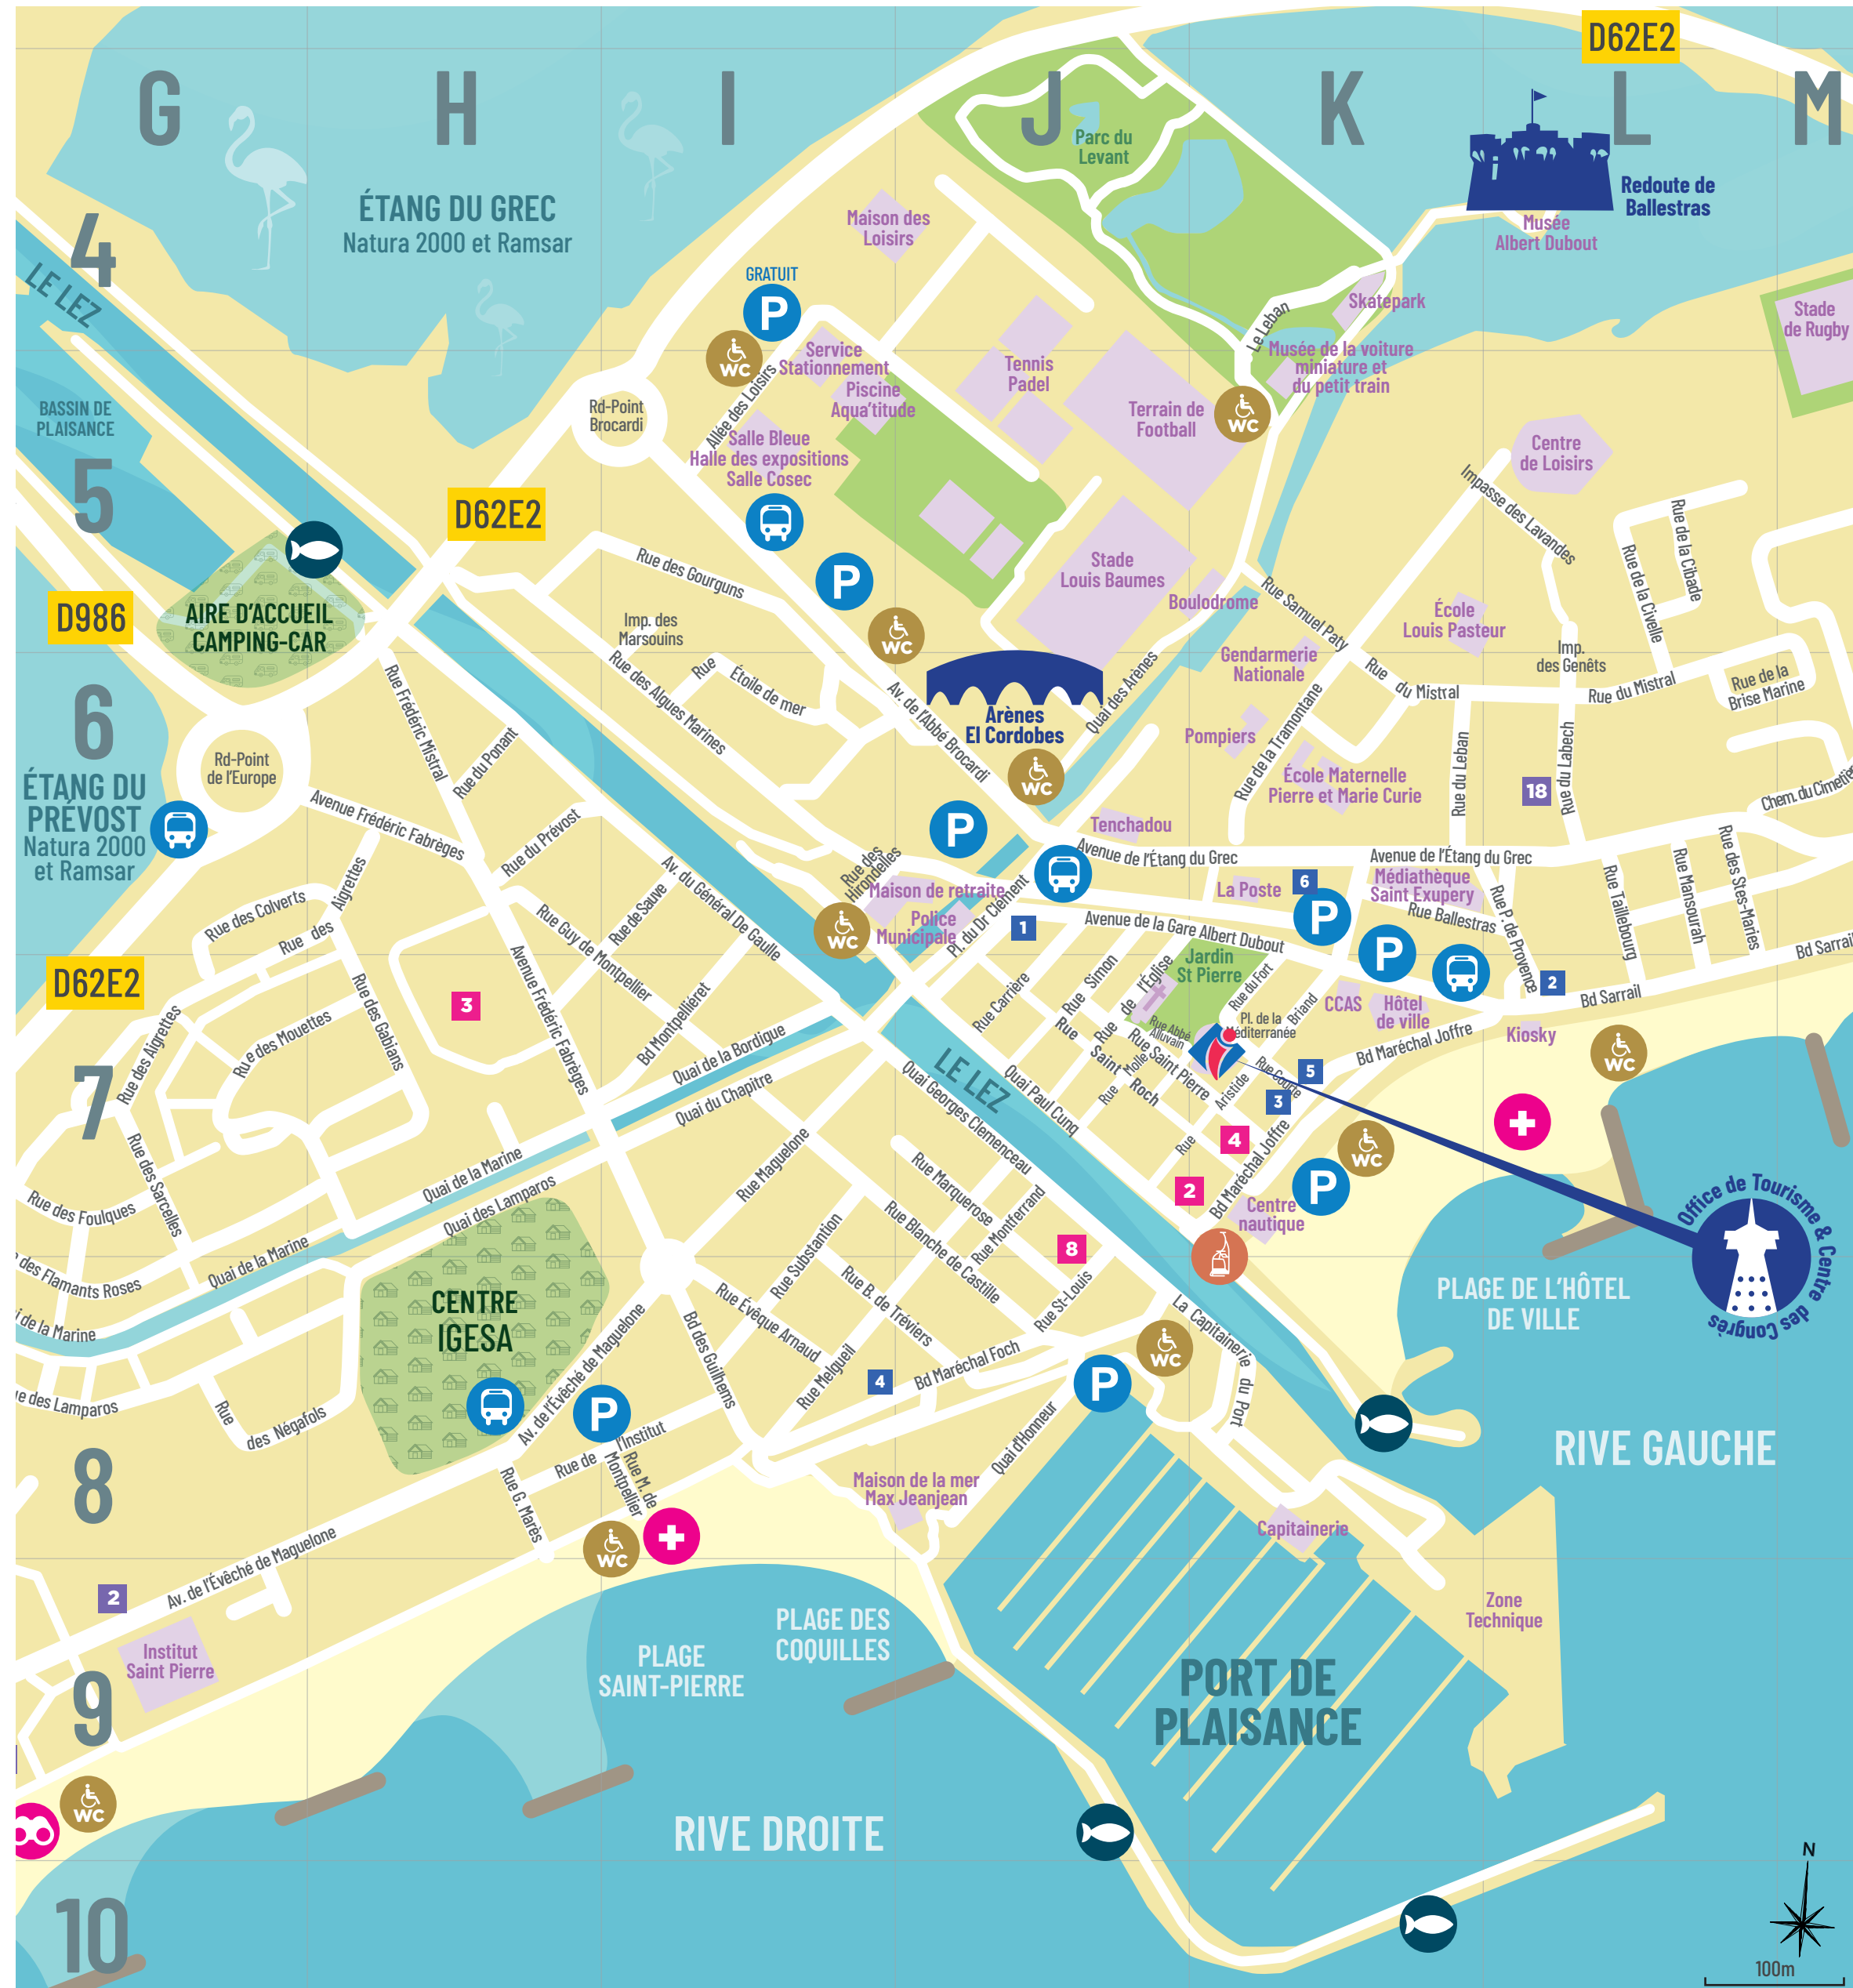 D62E2
G
H
I
J
K
L
M
Parc du
Levant
Redoute de
Ballestras
Musée
Albert Dubout
ÉTANG DU GREC
Natura 2000 et Ramsar
Maison des
Loisirs
4
LE LEZ
GRATUIT
P
WC
Service
Stationnement
Piscine
Aqua'titude
Allée des Loisirs
Le Leban
Skatepark
Musée de la voiture
miniature et
du petit train
WC
Stade
de Rugby
Tennis
Padel
Terrain de
Football
BASSIN DE
PLAISANCE
Rd-Point
Brocardi
Salle Bleue
Halle des expositions
Salle Cosec
Centre
de Loisirs
5
D62E2
Impasse des Lavandes
Rue de la Cibade
Rue de la Civelle
Rue des Gourguns
P
Stade
Louis Baumes
Boulodrome
Rue Samuel Paty
École
Louis Pasteur
D986
AIRE D'ACCUEIL
CAMPING-CAR
Imp. des
Marsouins
WC
Imp.
des Genêts
Gendarmerie
Nationale
Rue du Mistral
Rue du Mistral
Rue de la
Brise Marine
Rue Frédéric Mistral
Rue des Algues Marines
Rue Étoile de mer
Av. de l'Abbé Brocardi
Quai des Arènes
Arènes
El Cordobes
WC
6
Rd-Point
de l'Europe
Rue du Ponant
Pompiers
Rue de la Tramontane
École Maternelle
Pierre et Marie Curie
Rue du Leban
18
Rue du Labech
ÉTANG DU
PRÉVOST
Natura 2000
et Ramsar
Avenue Frédéric Fabrèges
Rue du Prévost
P
Tenchadou
Avenue de l'Étang du Grec
Avenue de l'Étang du Grec
Rue des
Hirondelles
Maison de retraite
La Poste
6
P
Médiathèque
Saint Exupery
Rue Ballestras
Rue P. de Provence
Rue Taillebourg
Rue Mansourah
Rue des Stes-Maries
Rue des Colverts
Rue des Aigrettes
Rue de Sauve
Av. du Général De Gaulle
WC
Police
Municipale
Pl. du Dr Clément
1
Avenue de la Gare Albert Dubout
Rue Guy de Montpellier
Jardin
St Pierre
P
2
Bd Sarrail
D62E2
3
Rue des Gabians
Avenue Frédéric Fabrèges
Bd Montpelliéret
Rue Carrière
Rue Simon
Rue de l'Église
Rue du Fort
CCAS
Hôtel
de ville
Bd Sarrail
Kiosky
Rue des Aigrettes
Rue des Mouettes
Quai de la Bordigue
Quai du Chapitre
Rue Abbé
Alluvain
Pl. de la
Méditerranée
Rue Aristide Briand
Bd Maréchal Joffre
WC
7
LE LEZ
Quai Georges Clemenceau
Quai Paul Cunq
Rue Saint Roch
Rue Molle
Rue Saint Pierre
Rue Courte
5
3
4
Bd Maréchal Joffre
WC
P
2
Centre
nautique
Rue des Sarcelles
Quai de la Marine
Quai des Lamparos
Rue Maguelone
Rue des Foulques
Rue Marquerose
Rue Montferrand
Rue Blanche de Castille
8
Office de Tourisme & Centre des Congrès
Quai de la Marine
des Flamants Roses
de la Marine
CENTRE
IGESA
Rue Substantion
Rue Évêque Arnaud
Rue B. de Tréviers
Rue St-Louis
La Capitainerie du Port
PLAGE DE L'HÔTEL
DE VILLE
Bd des Guilhems
Rue Melgueil
4
Bd Maréchal Foch
WC
P
des Lamparos
Rue des Négafols
Av. de l'Évêché de Maguelone
P
Rue de l'Institut
Rue M. de
Montpellier
Rue G. Marès
Quai d'Honneur
RIVE GAUCHE
8
Maison de la mer
Max Jeanjean
Capitainerie
WC
Av. de l'Évêché de Maguelone
2
Institut
Saint Pierre
PLAGE
SAINT-PIERRE
PLAGE DES
COQUILLES
Zone
Technique
9
PORT DE
PLAISANCE
WC
RIVE DROITE
10
N
100m